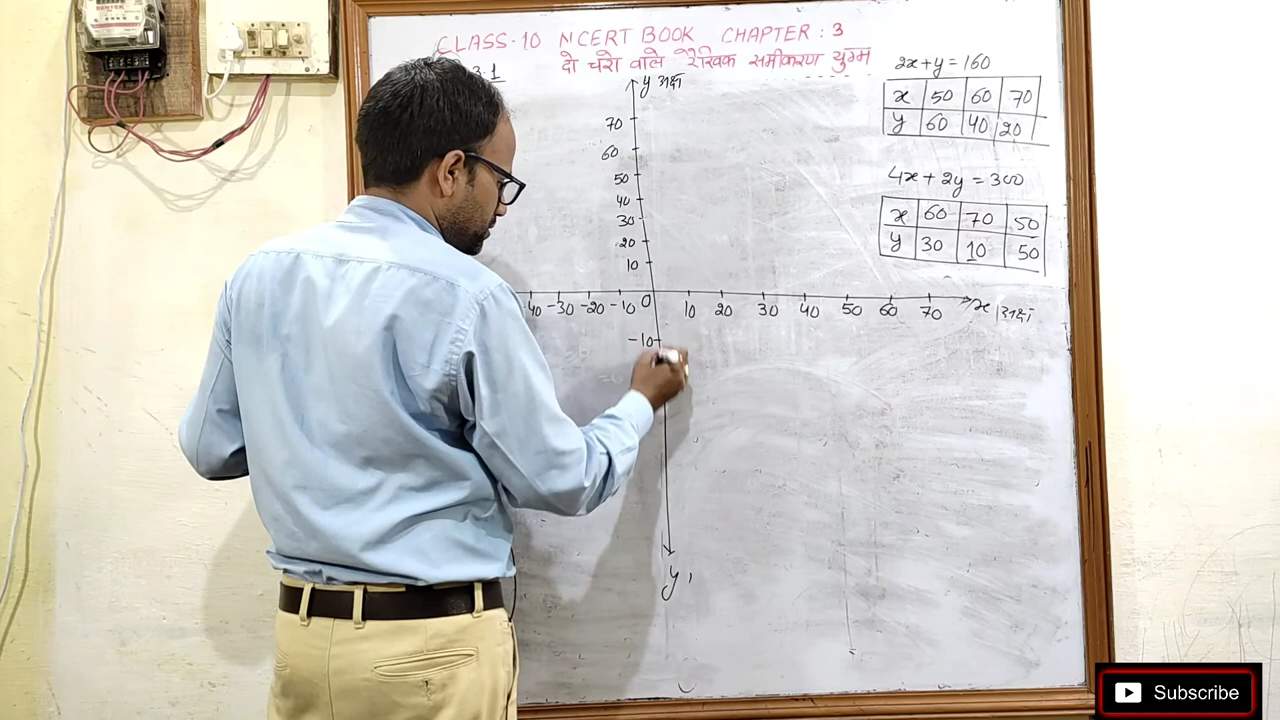 CLASS-10 NCERT BOOK CHAPTER : 3
दो चरो वाले रैखिक समीकरण युग्म
3.1
y अक्ष
2x+y=160
x 50 60 70
y 60 40 20
4x+2y=300
x 60 70 50
y 30 10 50
70
60
50
40
30
20
10
-40 -30 -20 -10 0 10 20 30 40 50 60 70 x अक्ष
-10
y'
Subscribe